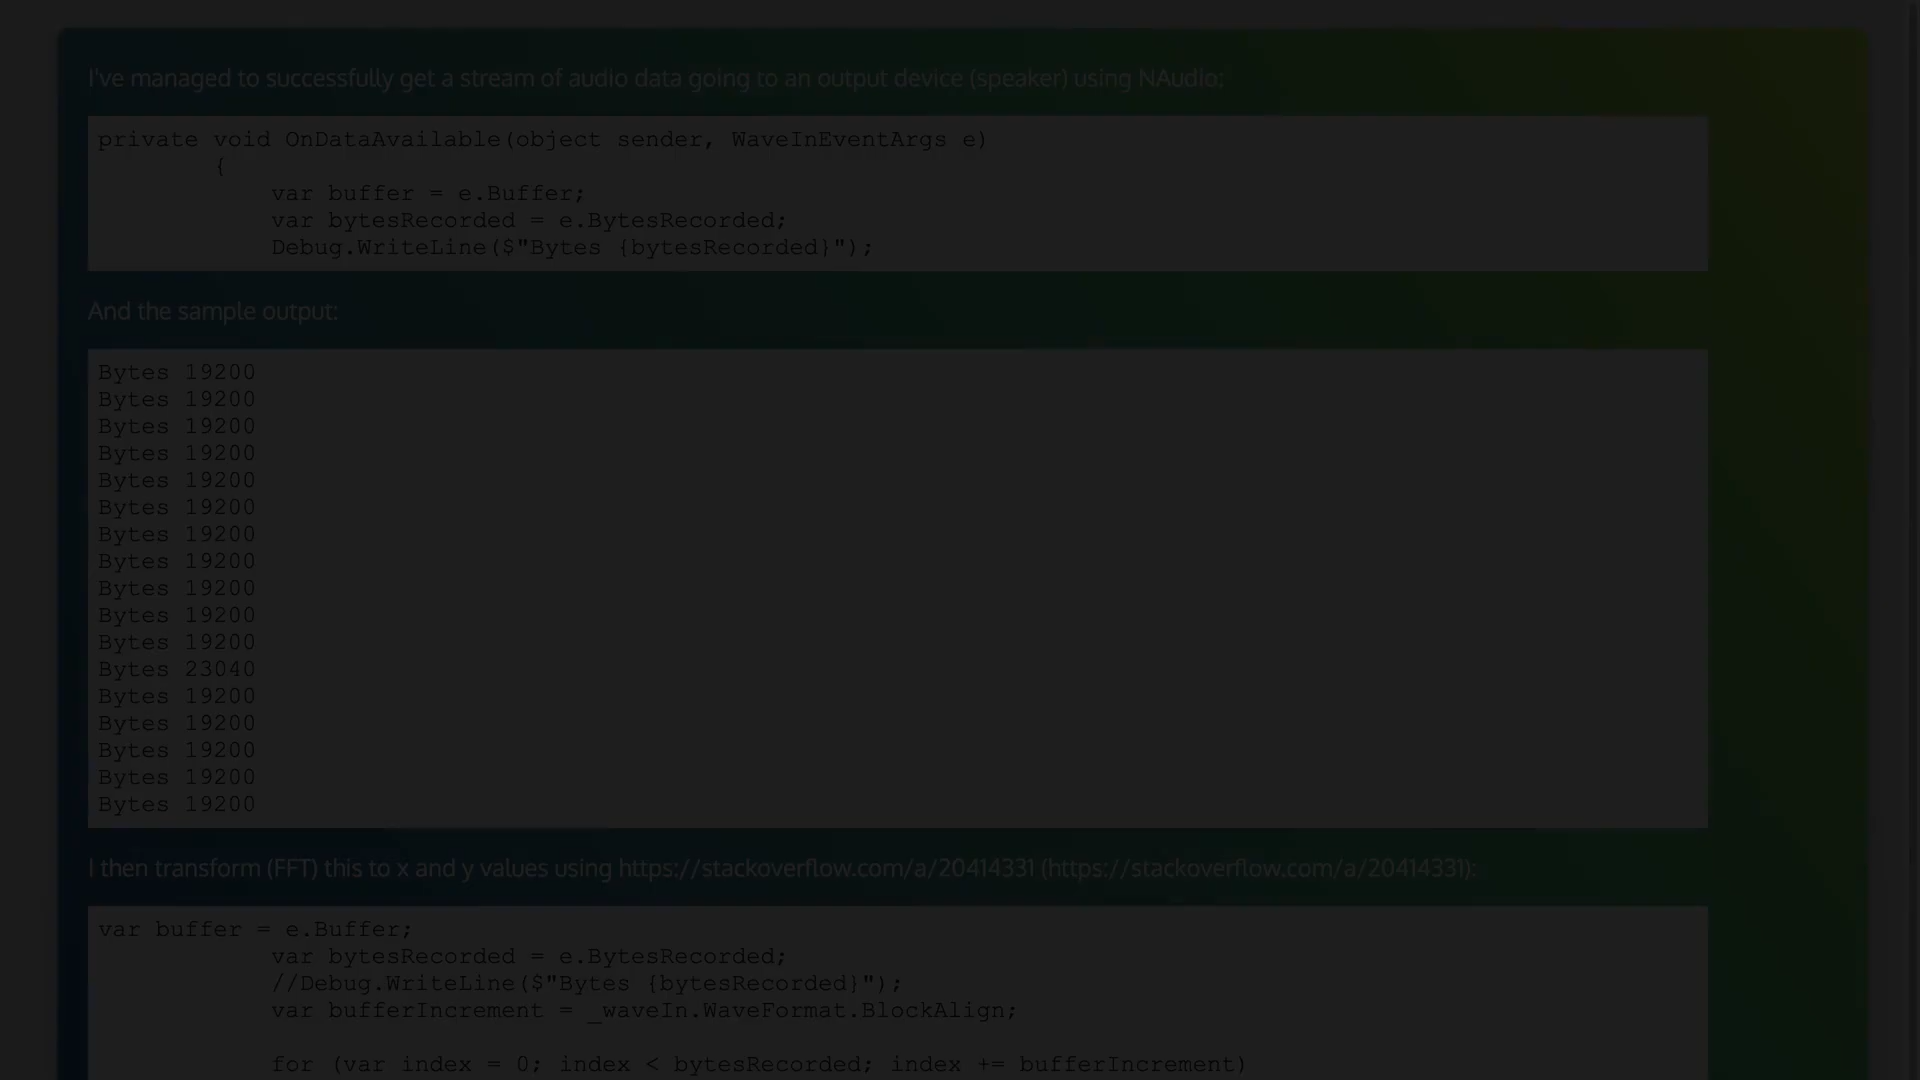 I've managed to successfully get a stream of audio data going to an output device (speaker) using NAudio:
private void OnDataAvailable(object sender, WaveInEventArgs e)
{
var buffer = e.Buffer;
var bytesRecorded = e.BytesRecorded;
Debug.WriteLine($"Bytes {bytesRecorded}");
And the sample output:
Bytes 19200
Bytes 19200
Bytes 19200
Bytes 19200
Bytes 19200
Bytes 19200
Bytes 19200
Bytes 19200
Bytes 19200
Bytes 19200
Bytes 19200
Bytes 23040
Bytes 19200
Bytes 19200
Bytes 19200
Bytes 19200
Bytes 19200
I then transform (FFT) this to x and y values using https://stackoverflow.com/a/20414331 (https://stackoverflow.com/a/20414331):
var buffer = e.Buffer;
var bytesRecorded = e.BytesRecorded;
//Debug.WriteLine($"Bytes {bytesRecorded}");
var bufferIncrement = _waveIn.WaveFormat.BlockAlign;
for (var index = 0; index < bytesRecorded; index += bufferIncrement)